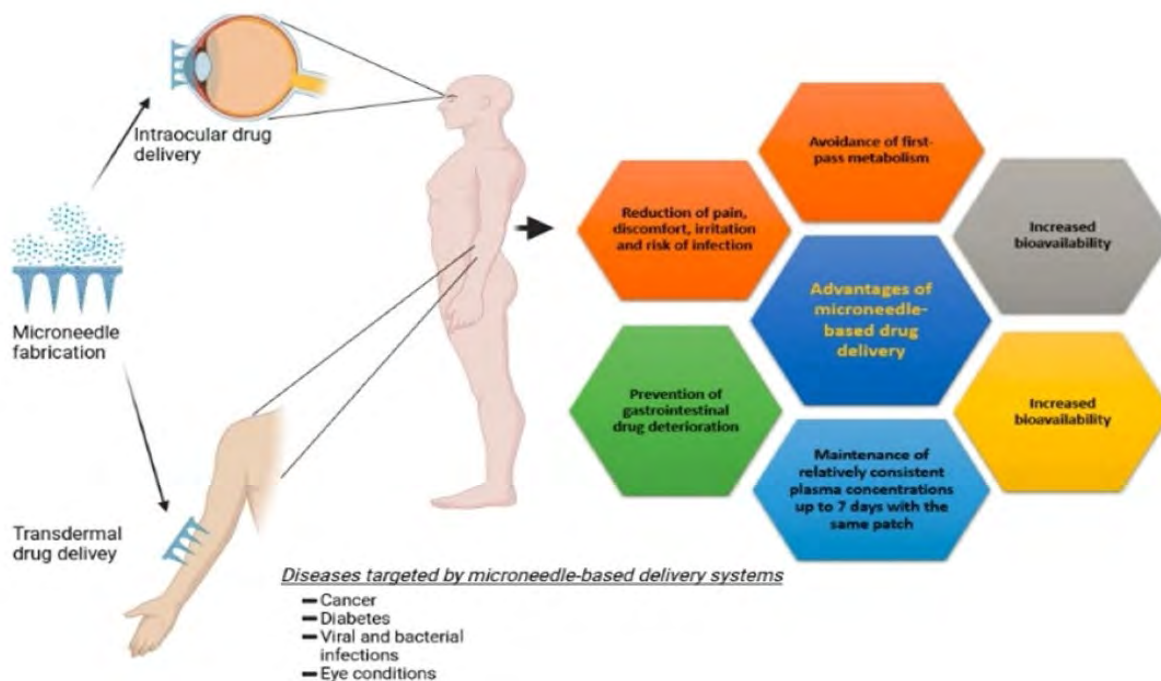 Intraocular drug
delivery
Microneedle
fabrication
Transdermal
drug delivey
Diseases targeted by microneedle-based delivery systems
Cancer
Diabetes
Viral and bacterial
infections
Eye conditions
Avoidance of first-
pass metabolism
Reduction of pain,
discomfort, irritation
and risk of infection
Increased
bioavailability
Advantages of
microneedle-
based drug
delivery
Prevention of
gastrointestinal
drug deterioration
Increased
bioavailability
Maintenance of
relatively consistent
plasma concentrations
up to 7 days with the
same patch